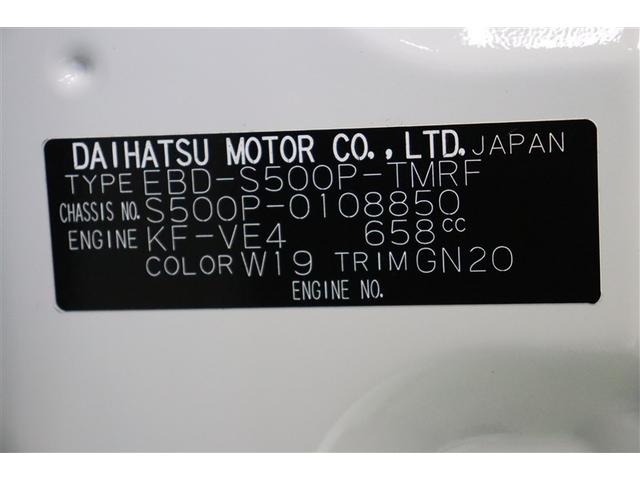 DAIHATSU MOTOR CO.,LTD. JAPAN
TYPE EBD-S500P-TMRF
CHASSIS NO. S500P-0108850
ENGINE KF-VE4 658cc
COLOR W19 TRIM GN20
ENGINE NO.